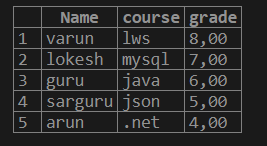 Name course grade
1 varun lws 8,00
2 lokesh mysql 7,00
3 guru java 6,00
4 sarguru json 5,00
5 arun .net 4,00